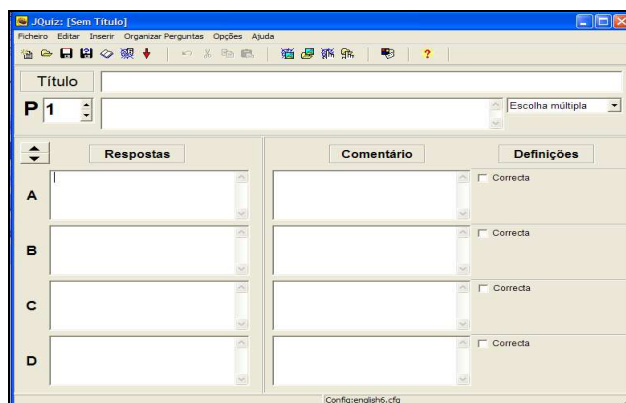 JQuiz: [Sem Título]
Ficheiro Editar Inserir Organizar Perguntas Opções Ajuda
Título
P 1 Escolha múltipla
Respostas Comentário Definições
A Correcta
B Correcta
C Correcta
D Correcta
Config:english6.cfg